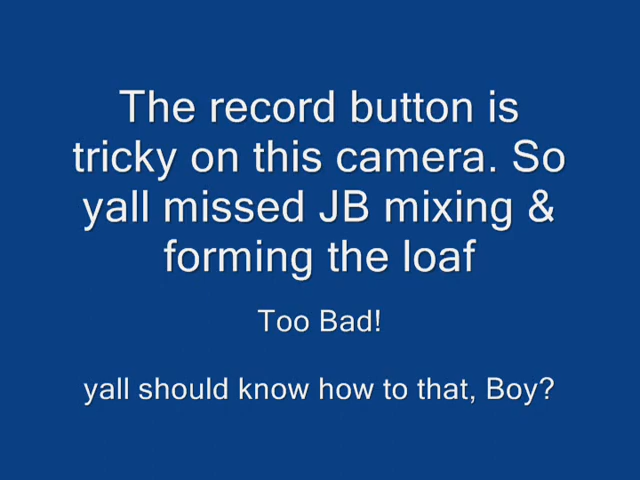 The record button is
tricky on this camera. So
yall missed JB mixing &
forming the loaf
Too Bad!
yall should know how to that, Boy?